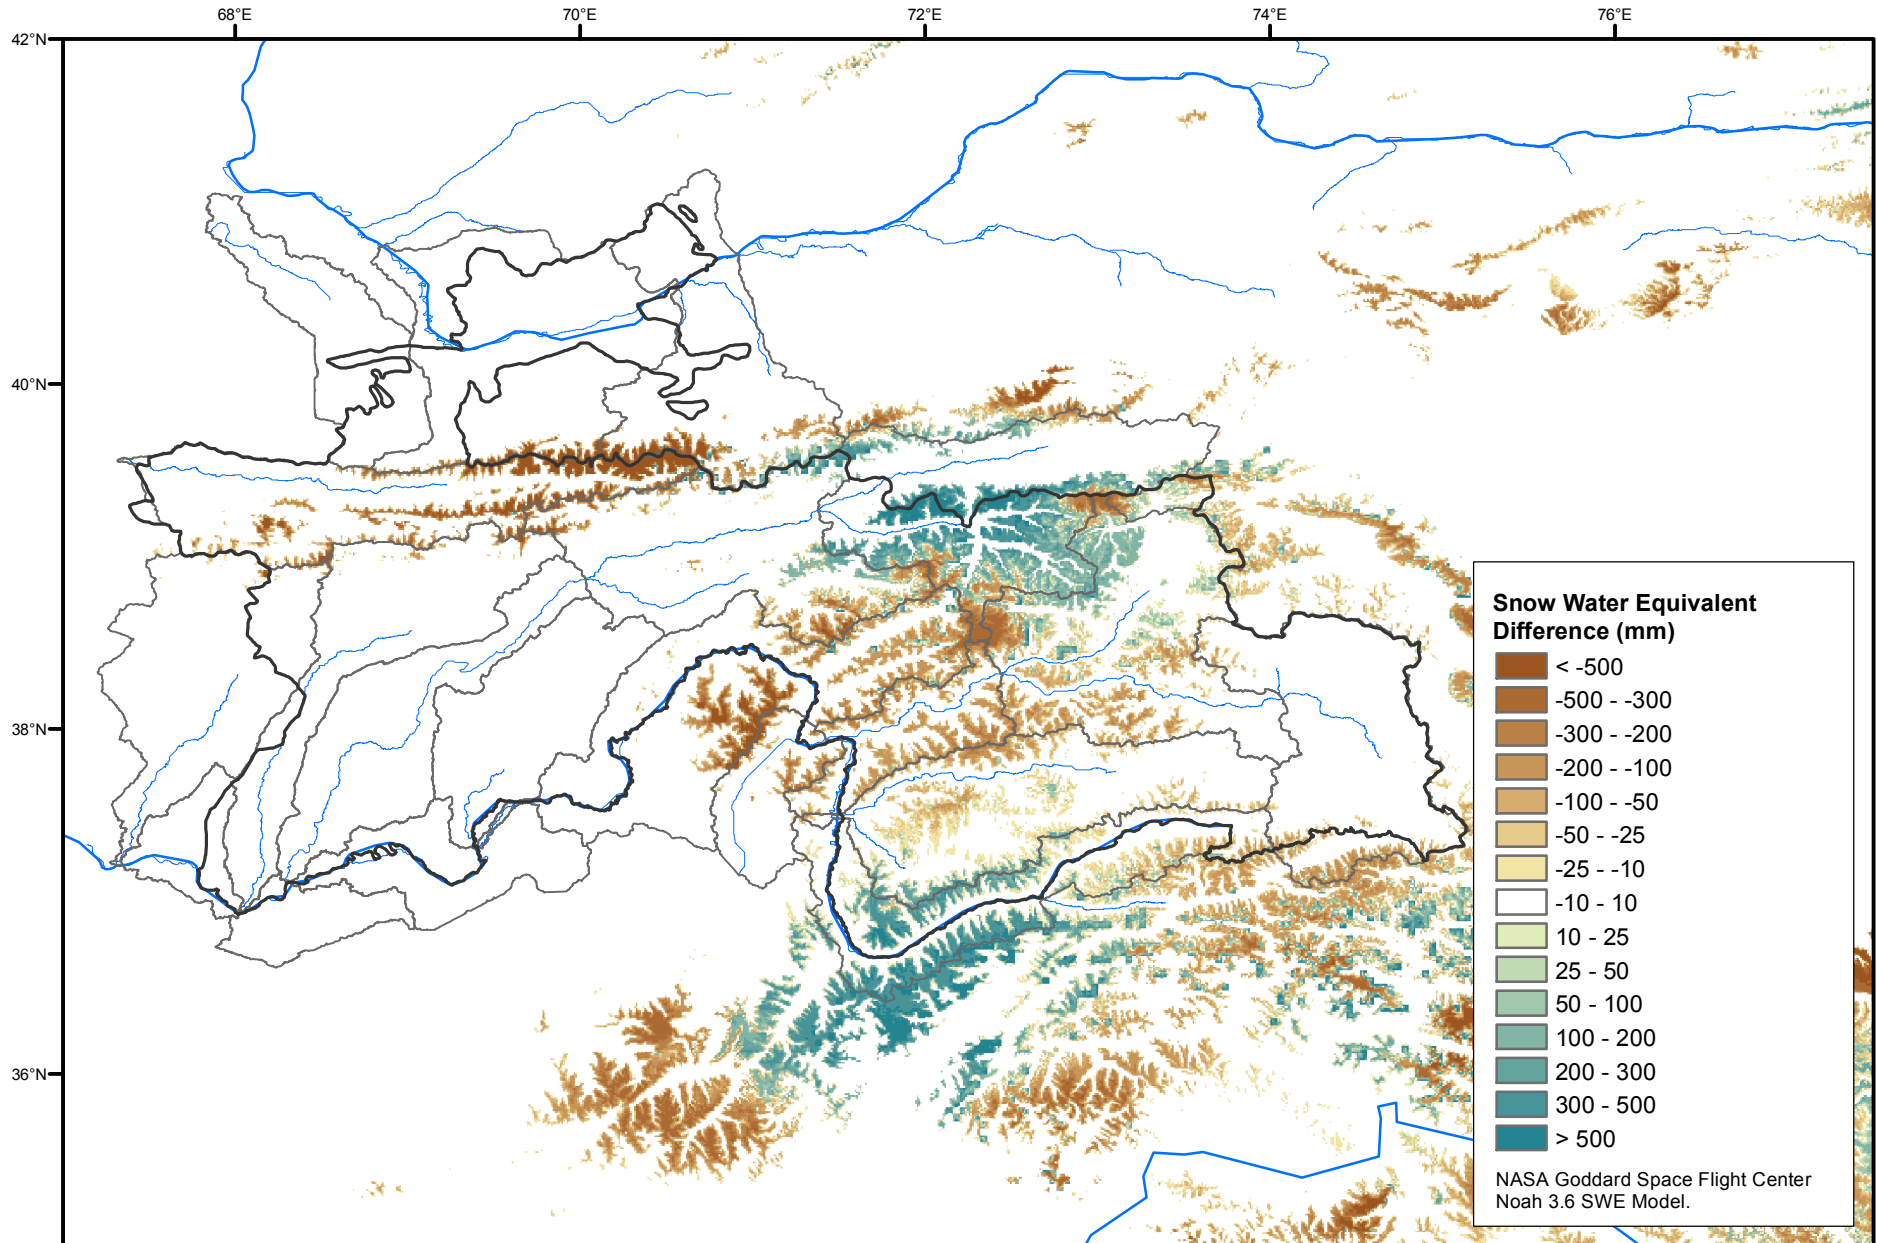 68°E
70°E
72°E
74°E
76°E
42°N
40°N
38°N
36°N
Snow Water Equivalent
Difference (mm)
< -500
-500 - -300
-300 - -200
-200 - -100
-100 - -50
-50 - -25
-25 - -10
-10 - 10
10 - 25
25 - 50
50 - 100
100 - 200
200 - 300
300 - 500
> 500
NASA Goddard Space Flight Center
Noah 3.6 SWE Model.